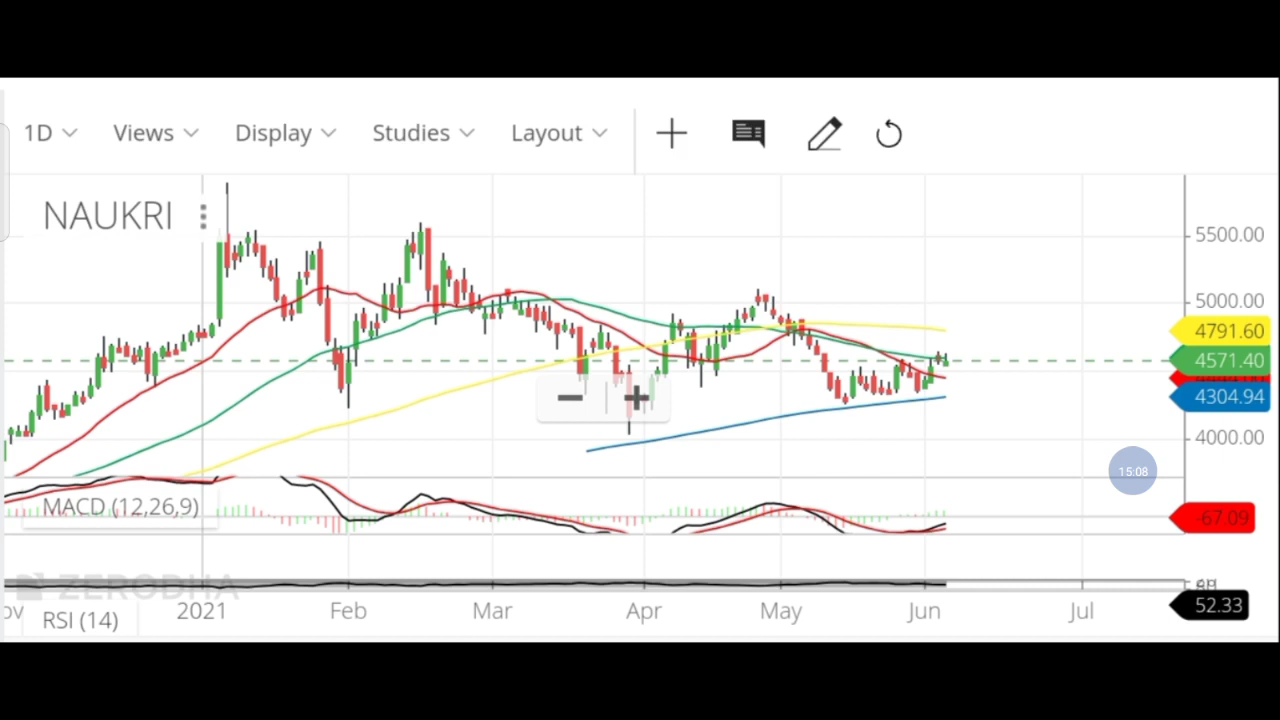 1D Views Display Studies Layout
NAUKRI
5500.00
5000.00
4791.60
4571.40
4304.94
4000.00
15:08
MACD (12,26,9)
-67.09
ZERODHA
2021 Feb Mar Apr May Jun Jul
52.33
RSI (14)